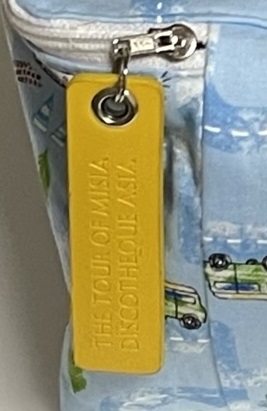 THE TOUR OF MISIA
DISCOTHEQUE ASIA